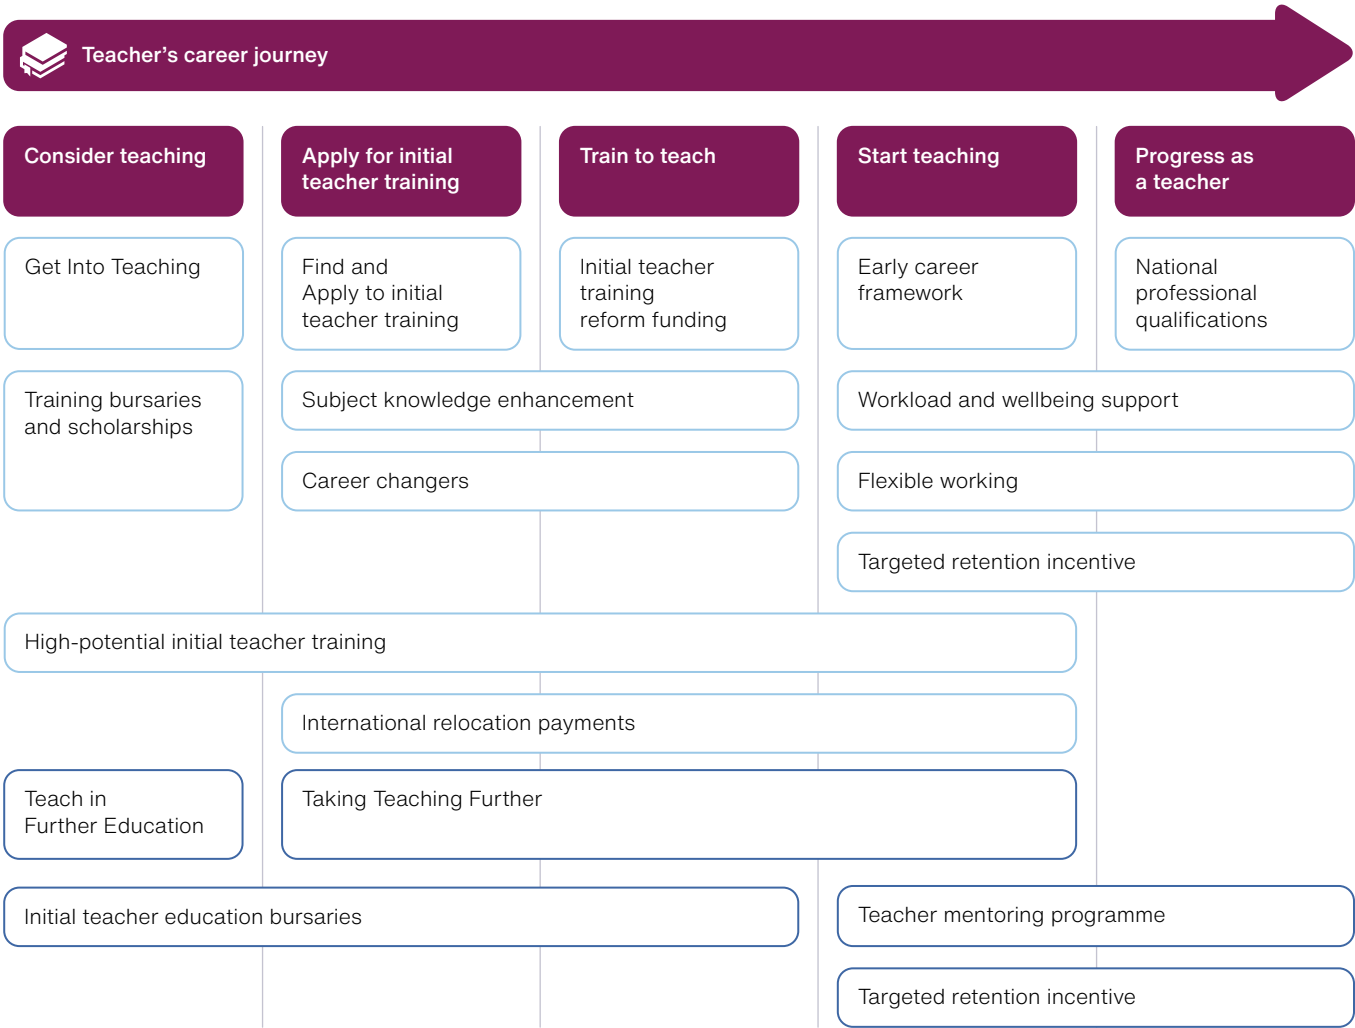 Teacher’s career journey
Consider teaching
Apply for initial
teacher training
Train to teach
Start teaching
Progress as
a teacher
Get Into Teaching
Find and
Apply to initial
teacher training
Initial teacher
training
reform funding
Early career
framework
National
professional
qualifications
Training bursaries
and scholarships
Subject knowledge enhancement
Workload and wellbeing support
Career changers
Flexible working
Targeted retention incentive
High-potential initial teacher training
International relocation payments
Teach in
Further Education
Taking Teaching Further
Initial teacher education bursaries
Teacher mentoring programme
Targeted retention incentive